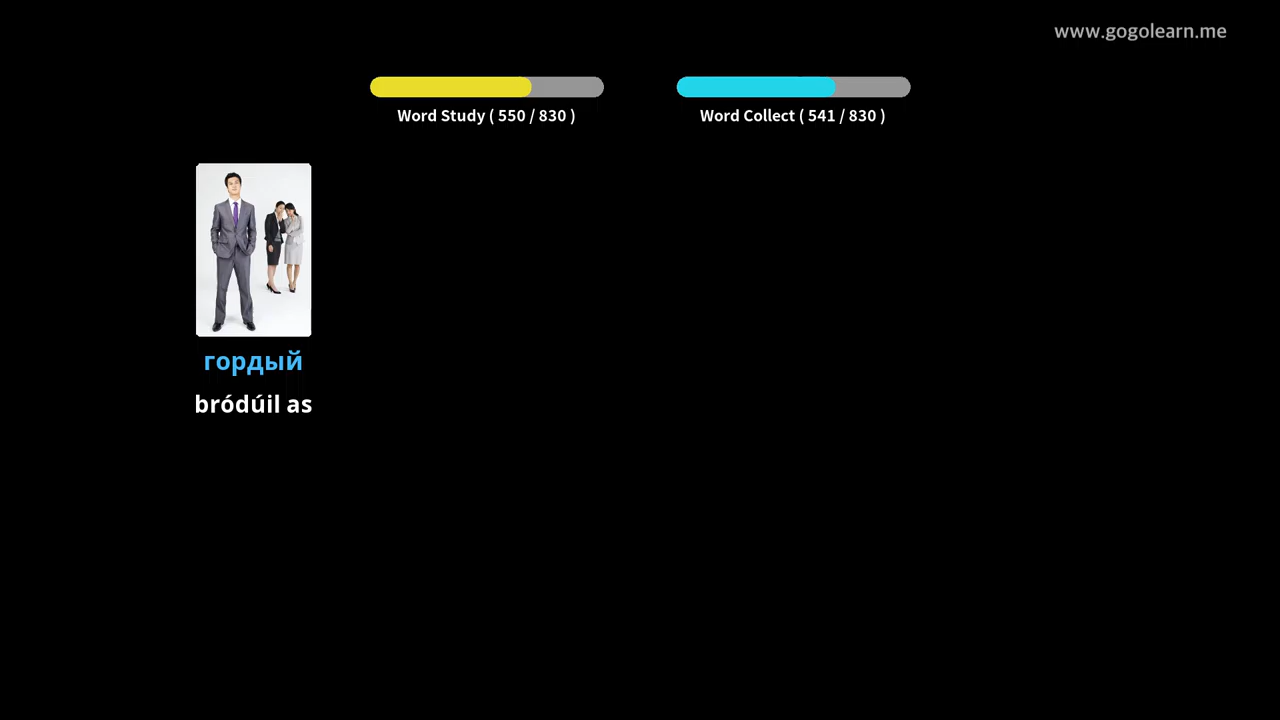 www.gogolearn.me
Word Study ( 550 / 830 )
Word Collect ( 541 / 830 )
гордый
bródúil as